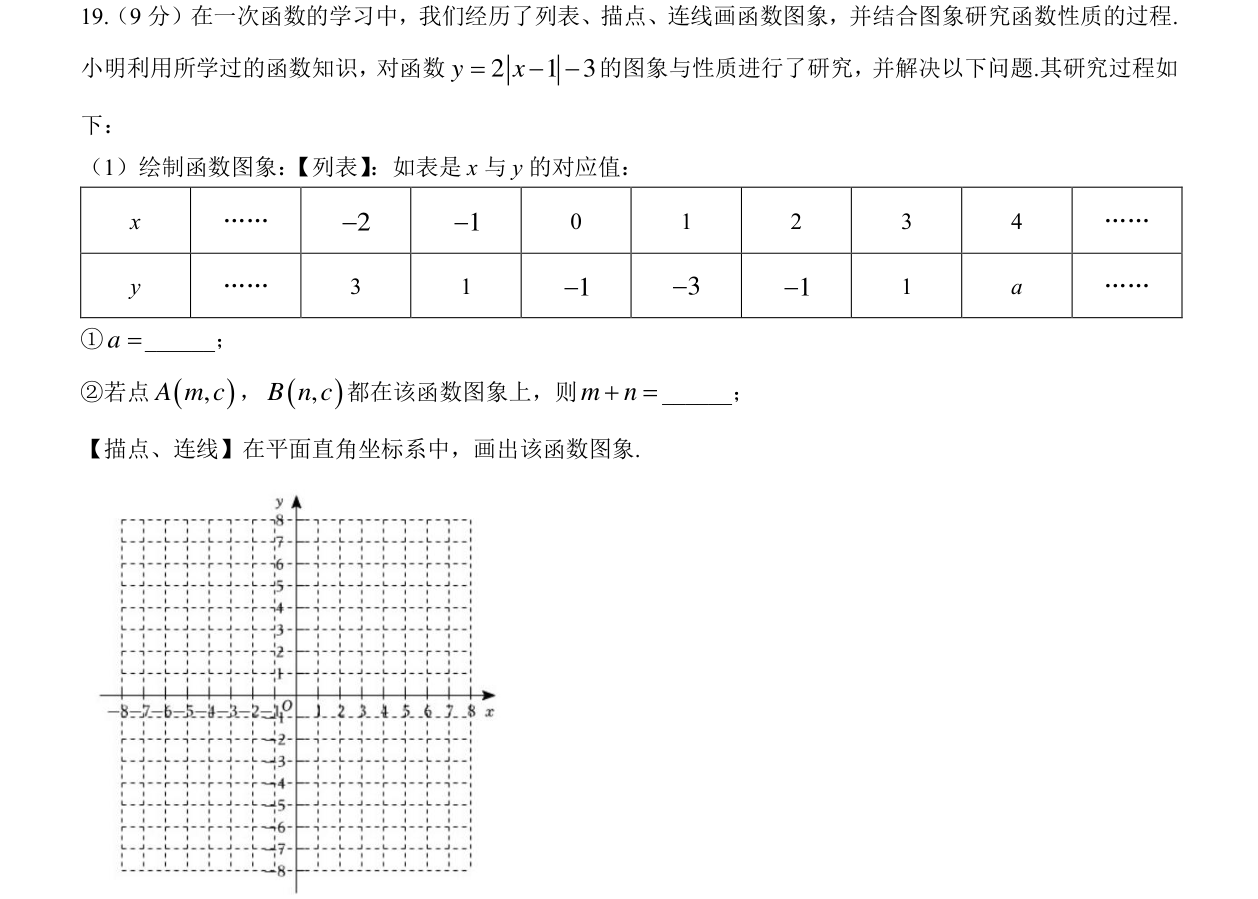 19.（9 分）在一次函数的学习中，我们经历了列表、描点、连线画函数图象，并结合图象研究函数性质的过程.
小明利用所学过的函数知识，对函数 y = 2|x−1|−3 的图象与性质进行了研究，并解决以下问题.其研究过程如
下：
（1）绘制函数图象：【列表】：如表是 x 与 y 的对应值：
x …… −2 −1 0 1 2 3 4 ……
y …… 3 1 −1 −3 −1 1 a ……
①a =______；
②若点 A(m,c)， B(n,c) 都在该函数图象上，则 m+n =______；
【描点、连线】在平面直角坐标系中，画出该函数图象.
y
8
7
6
5
4
3
2
1
−8 −7 −6 −5 −4 −3 −2 −1 O 1 2 3 4 5 6 7 8 x
−1
−2
−3
−4
−5
−6
−7
−8